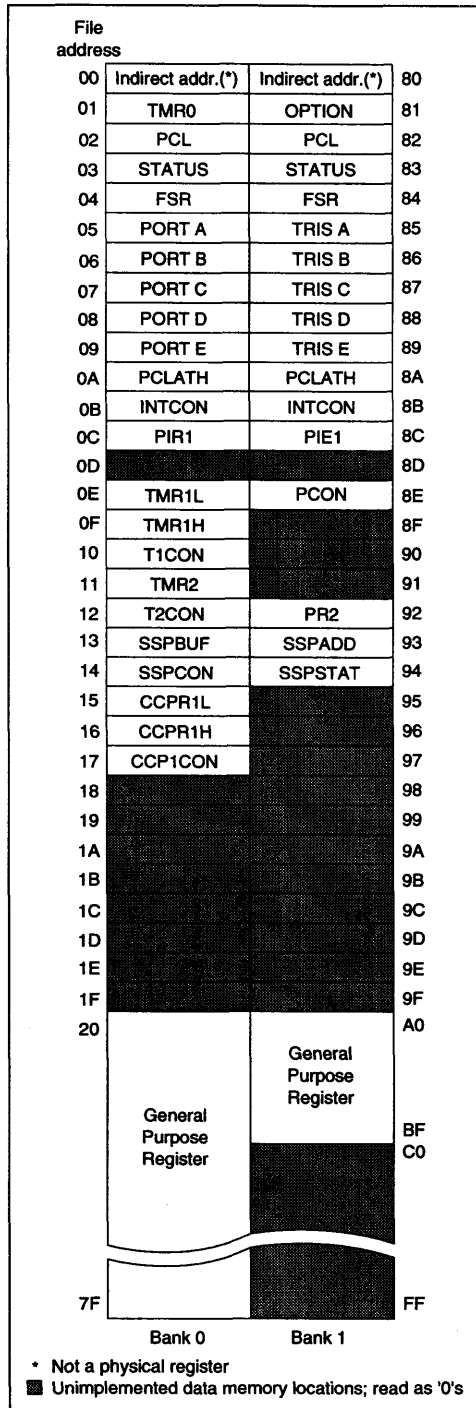 File
address
00 Indirect addr.(*) Indirect addr.(*) 80
01 TMR0 OPTION 81
02 PCL PCL 82
03 STATUS STATUS 83
04 FSR FSR 84
05 PORT A TRIS A 85
06 PORT B TRIS B 86
07 PORT C TRIS C 87
08 PORT D TRIS D 88
09 PORT E TRIS E 89
0A PCLATH PCLATH 8A
0B INTCON INTCON 8B
0C PIR1 PIE1 8C
0D 8D
0E TMR1L PCON 8E
0F TMR1H 8F
10 T1CON 90
11 TMR2 91
12 T2CON PR2 92
13 SSPBUF SSPADD 93
14 SSPCON SSPSTAT 94
15 CCPR1L 95
16 CCPR1H 96
17 CCP1CON 97
18 98
19 99
1A 9A
1B 9B
1C 9C
1D 9D
1E 9E
1F 9F
20 A0
General
Purpose
Register
BF
C0
General
Purpose
Register
7F FF
Bank 0 Bank 1
* Not a physical register
Unimplemented data memory locations; read as '0's